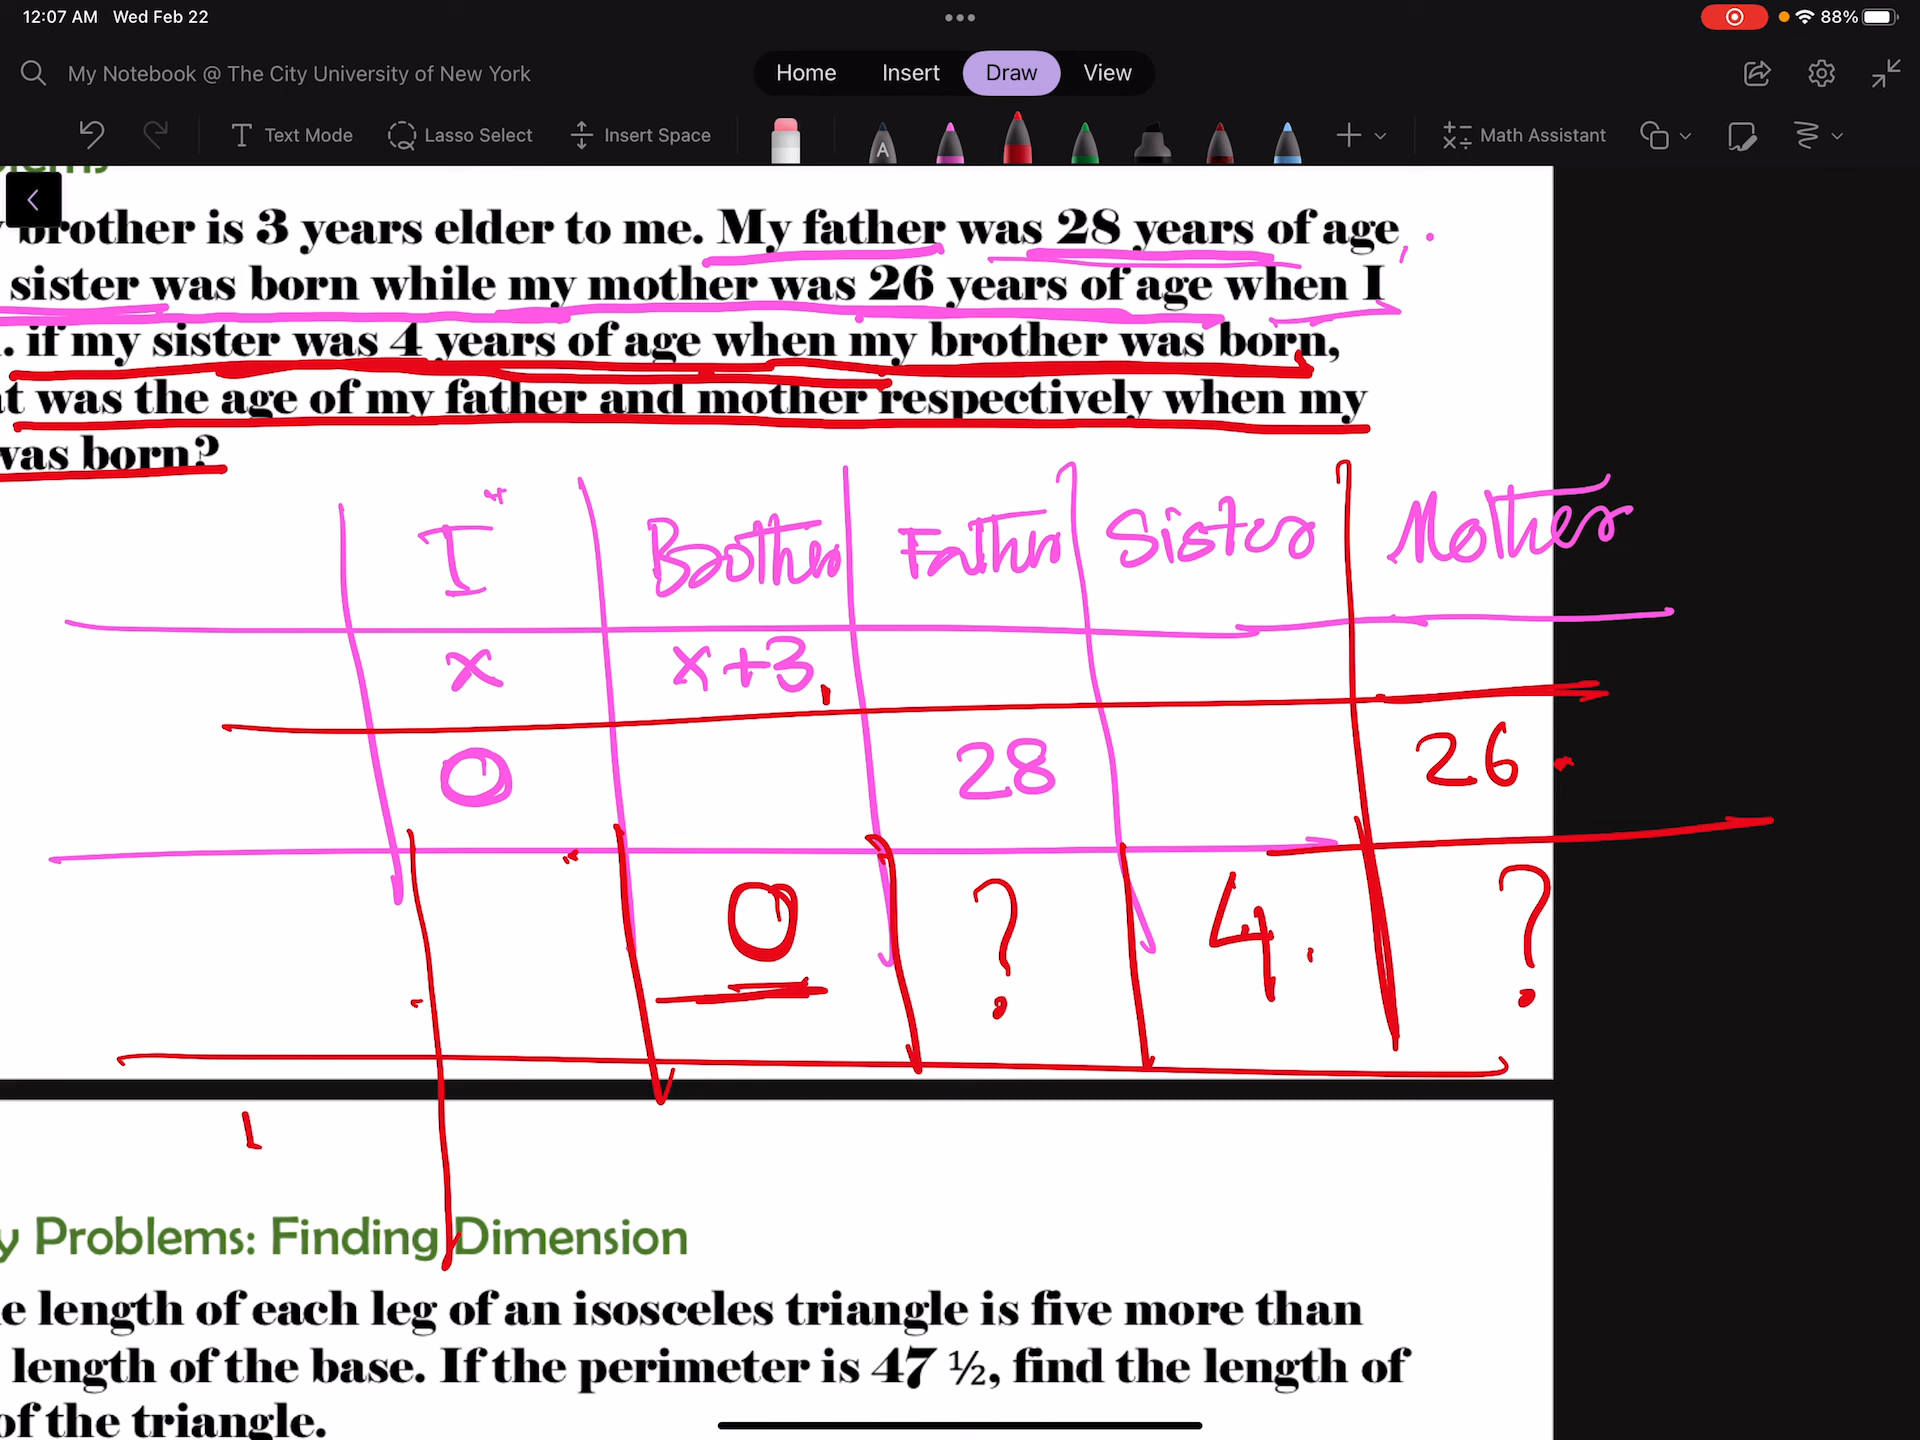 12:07 AM Wed Feb 22
88%
My Notebook @ The City University of New York
Home Insert Draw View
Text Mode Lasso Select Insert Space A Math Assistant
brother is 3 years elder to me. My father was 28 years of age
sister was born while my mother was 26 years of age when I
. if my sister was 4 years of age when my brother was born,
at was the age of my father and mother respectively when my
was born?
I Brother Father Sister Mother
x x+3
0 28 26
0 ? 4 ?
y Problems: Finding Dimension
e length of each leg of an isosceles triangle is five more than
length of the base. If the perimeter is 47 ½, find the length of
of the triangle.